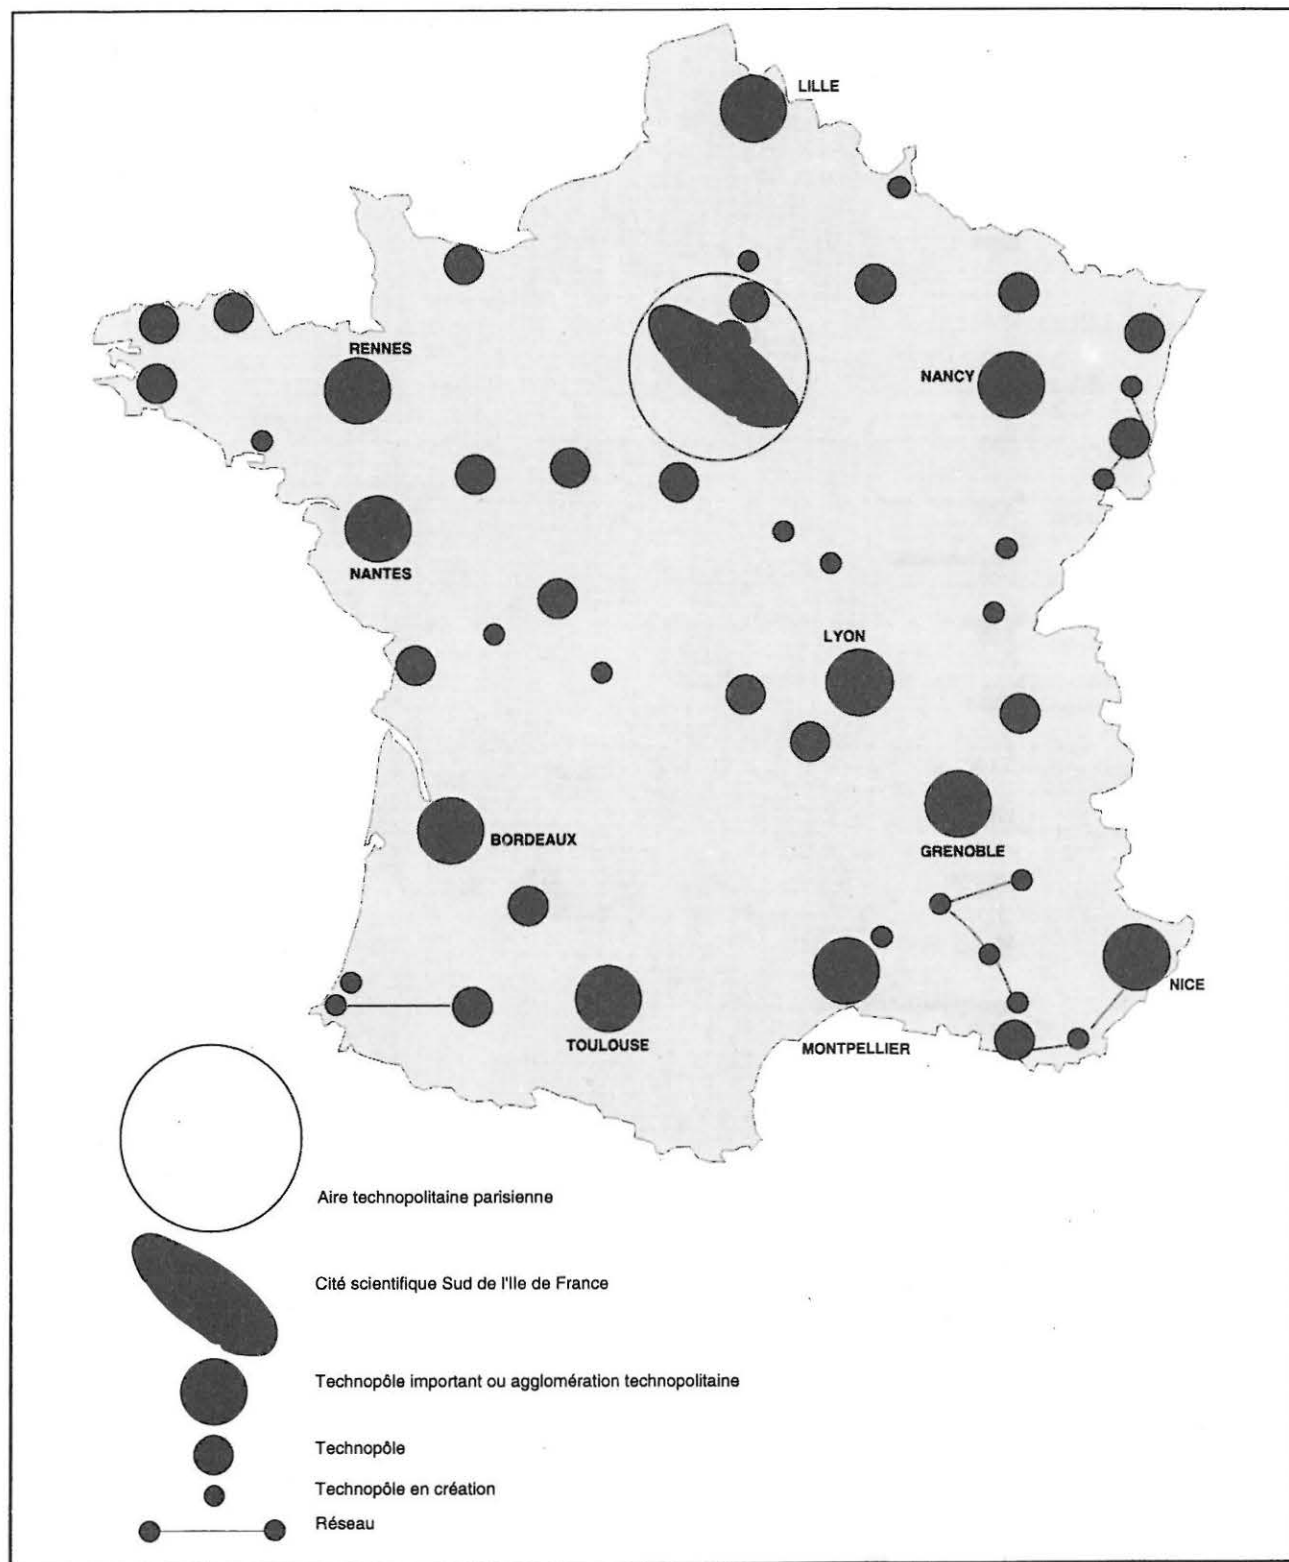 LILLE
RENNES
NANCY
NANTES
LYON
BORDEAUX
GRENOBLE
NICE
TOULOUSE
MONTPELLIER
Aire technopolitaine parisienne
Cité scientifique Sud de l'Ile de France
Technopôle important ou agglomération technopolitaine
Technopôle
Technopôle en création
Réseau